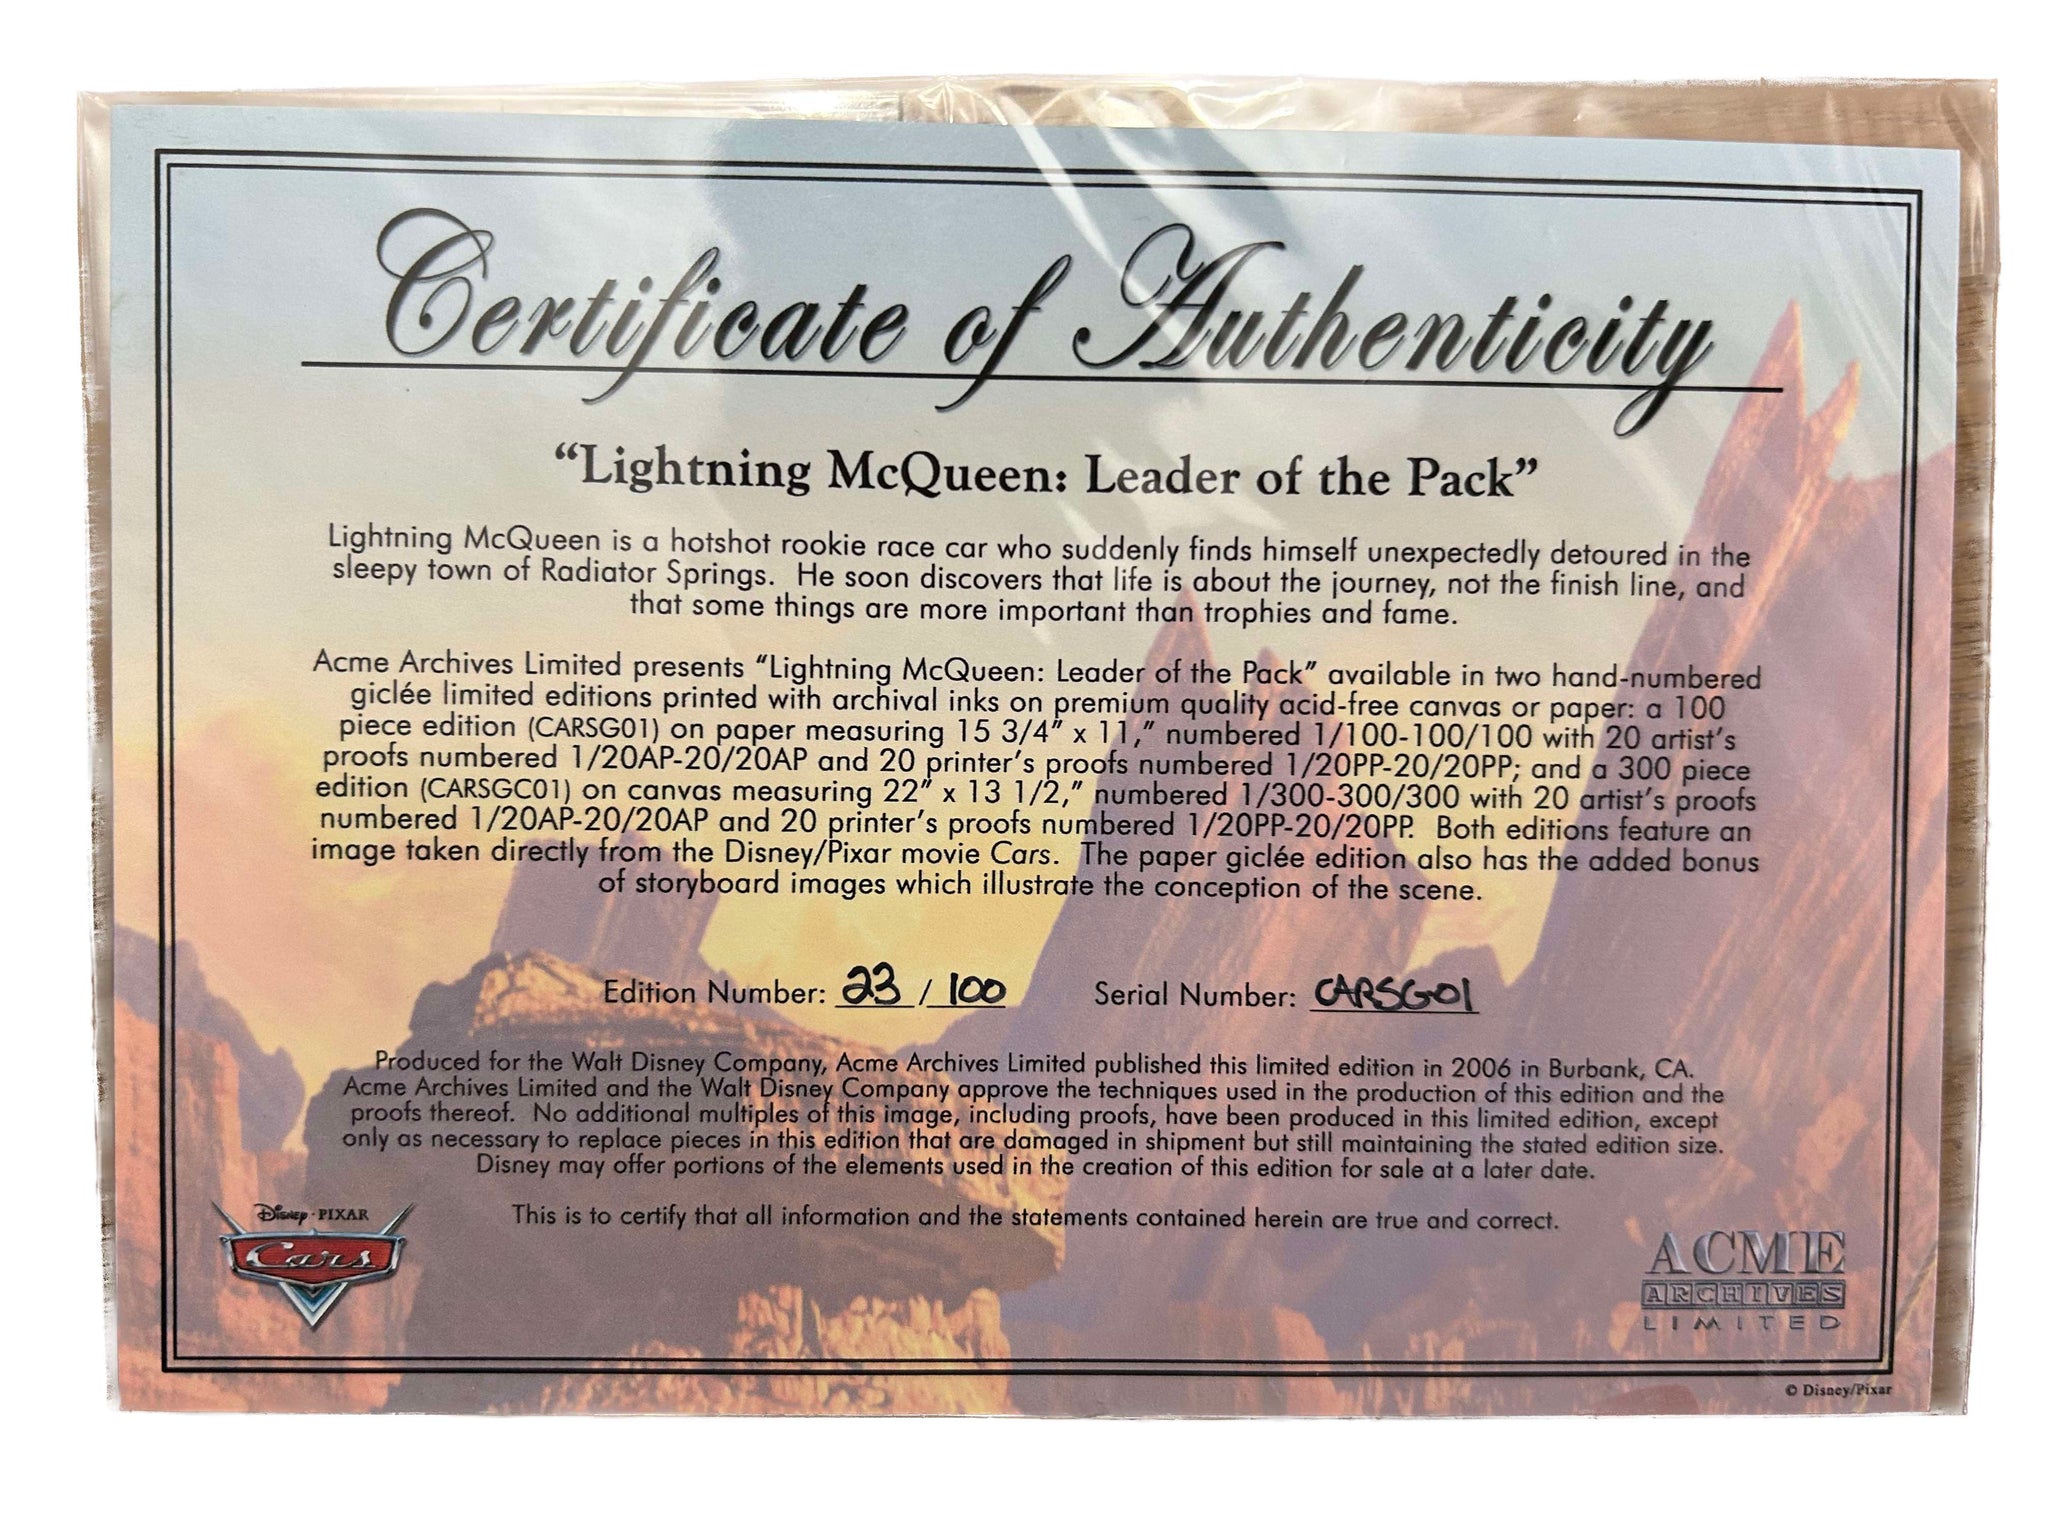 Certificate of Authenticity
“Lightning McQueen: Leader of the Pack”
Lightning McQueen is a hotshot rookie race car who suddenly finds himself unexpectedly detoured in the
sleepy town of Radiator Springs. He soon discovers that life is about the journey, not the finish line, and
that some things are more important than trophies and fame.
Acme Archives Limited presents “Lightning McQueen: Leader of the Pack” available in two hand-numbered
giclée limited editions printed with archival inks on premium quality acid-free canvas or paper: a 100
piece edition (CARSG01) on paper measuring 15 3/4” x 11,” numbered 1/100-100/100 with 20 artist’s
proofs numbered 1/20AP-20/20AP and 20 printer’s proofs numbered 1/20PP-20/20PP; and a 300 piece
edition (CARSGC01) on canvas measuring 22” x 13 1/2,” numbered 1/300-300/300 with 20 artist’s proofs
numbered 1/20AP-20/20AP and 20 printer’s proofs numbered 1/20PP-20/20PP. Both editions feature an
image taken directly from the Disney/Pixar movie Cars. The paper giclée edition also has the added bonus
of storyboard images which illustrate the conception of the scene.
Edition Number: 23 / 100 Serial Number: CARSG01
Produced for the Walt Disney Company, Acme Archives Limited published this limited edition in 2006 in Burbank, CA.
Acme Archives Limited and the Walt Disney Company approve the techniques used in the production of this edition and the
proofs thereof. No additional multiples of this image, including proofs, have been produced in this limited edition, except
only as necessary to replace pieces in this edition that are damaged in shipment but still maintaining the stated edition size.
Disney may offer portions of the elements used in the creation of this edition for sale at a later date.
This is to certify that all information and the statements contained herein are true and correct.
Disney · PIXAR
Cars
ACME
ARCHIVES
LIMITED
© Disney/Pixar